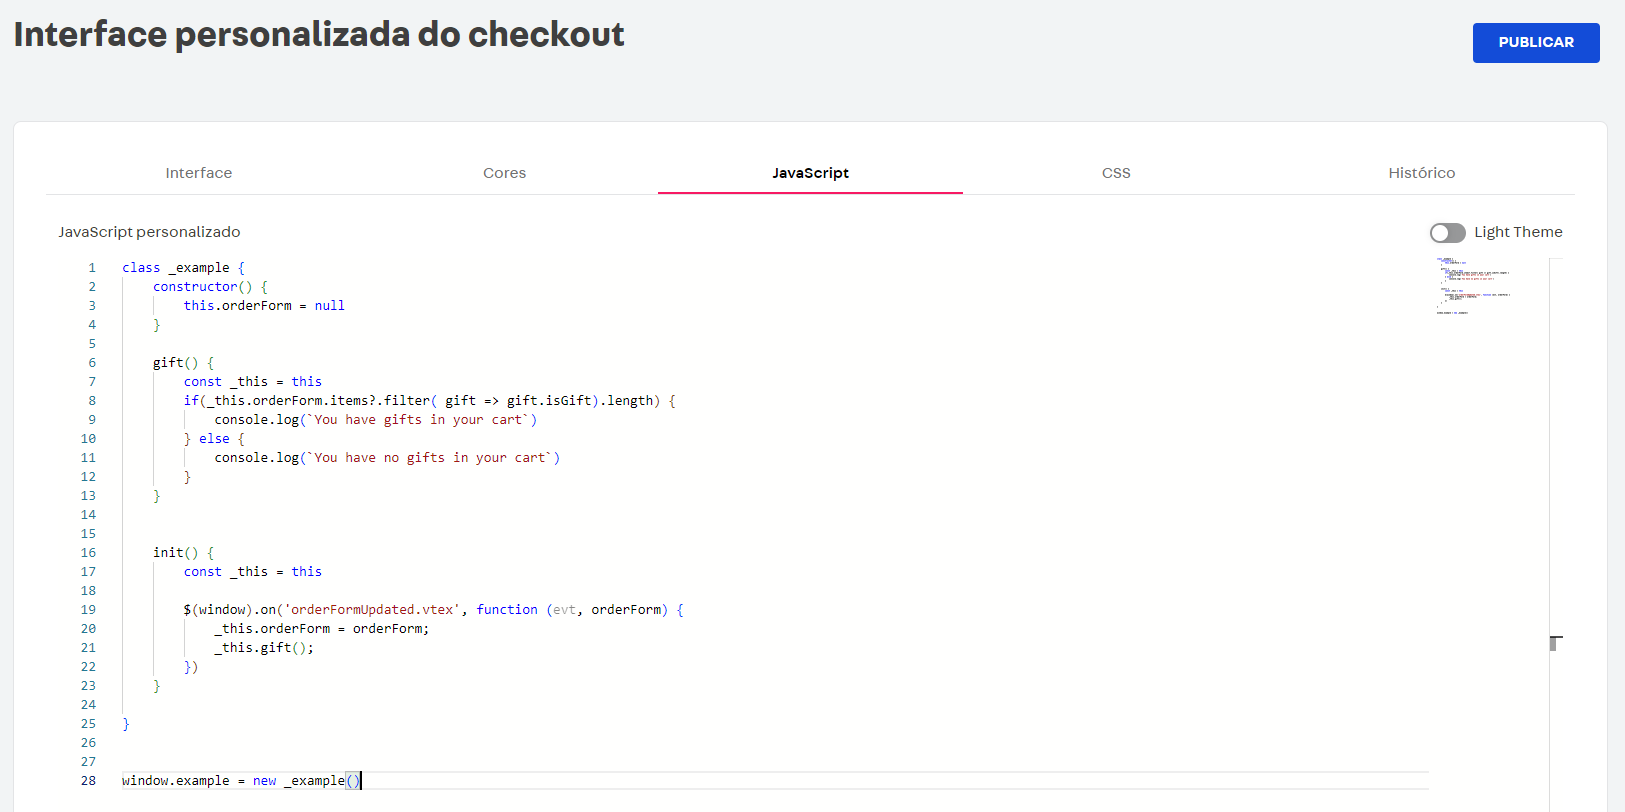 Interface personalizada do checkout
PUBLICAR
Interface
Cores
JavaScript
CSS
Histórico
JavaScript personalizado
Light Theme
1 class _example {
2 constructor() {
3 this.orderForm = null
4 }
5
6 gift() {
7 const _this = this
8 if(_this.orderForm.items?.filter( gift => gift.isGift).length) {
9 console.log(`You have gifts in your cart`)
10 } else {
11 console.log(`You have no gifts in your cart`)
12 }
13 }
14
15
16 init() {
17 const _this = this
18
19 $(window).on('orderFormUpdated.vtex', function (evt, orderForm) {
20 _this.orderForm = orderForm;
21 _this.gift();
22 })
23 }
24
25 }
26
27
28 window.example = new _example()